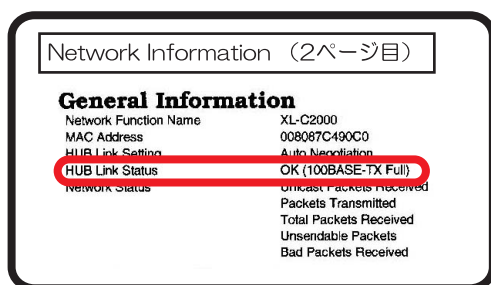 Network Information （2ページ目）
General Information
Network Function Name XL-C2000
MAC Address 008087C490C0
HUB Link Setting Auto Negotiation
HUB Link Status OK (100BASE-TX Full)
Network Status Unicast Packets Received
Packets Transmitted
Total Packets Received
Unsendable Packets
Bad Packets Received